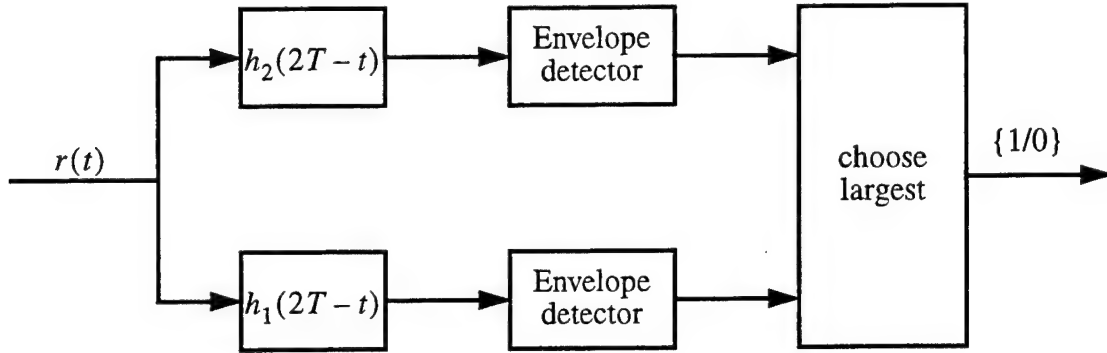 h₂(2T – t)
Envelope
detector
r(t)
choose
largest
{1/0}
h₁(2T – t)
Envelope
detector